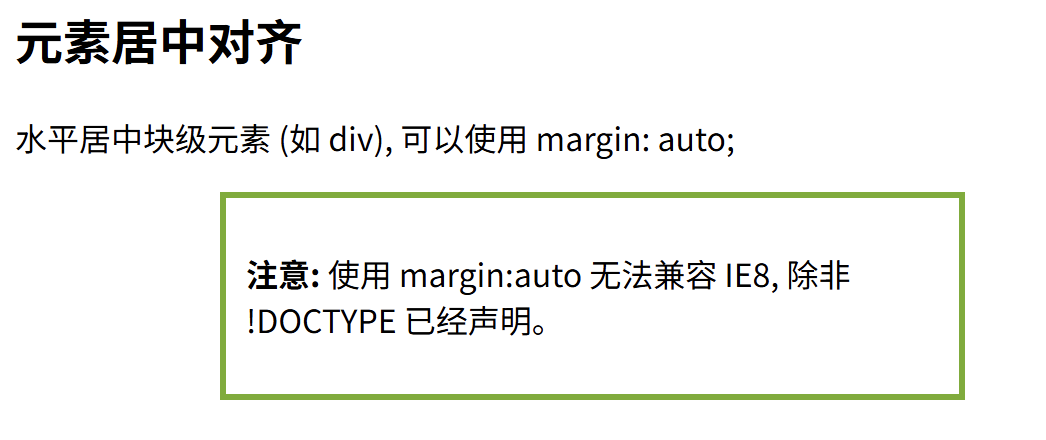 元素居中对齐
水平居中块级元素 (如 div), 可以使用 margin: auto;
注意: 使用 margin:auto 无法兼容 IE8, 除非
!DOCTYPE 已经声明。